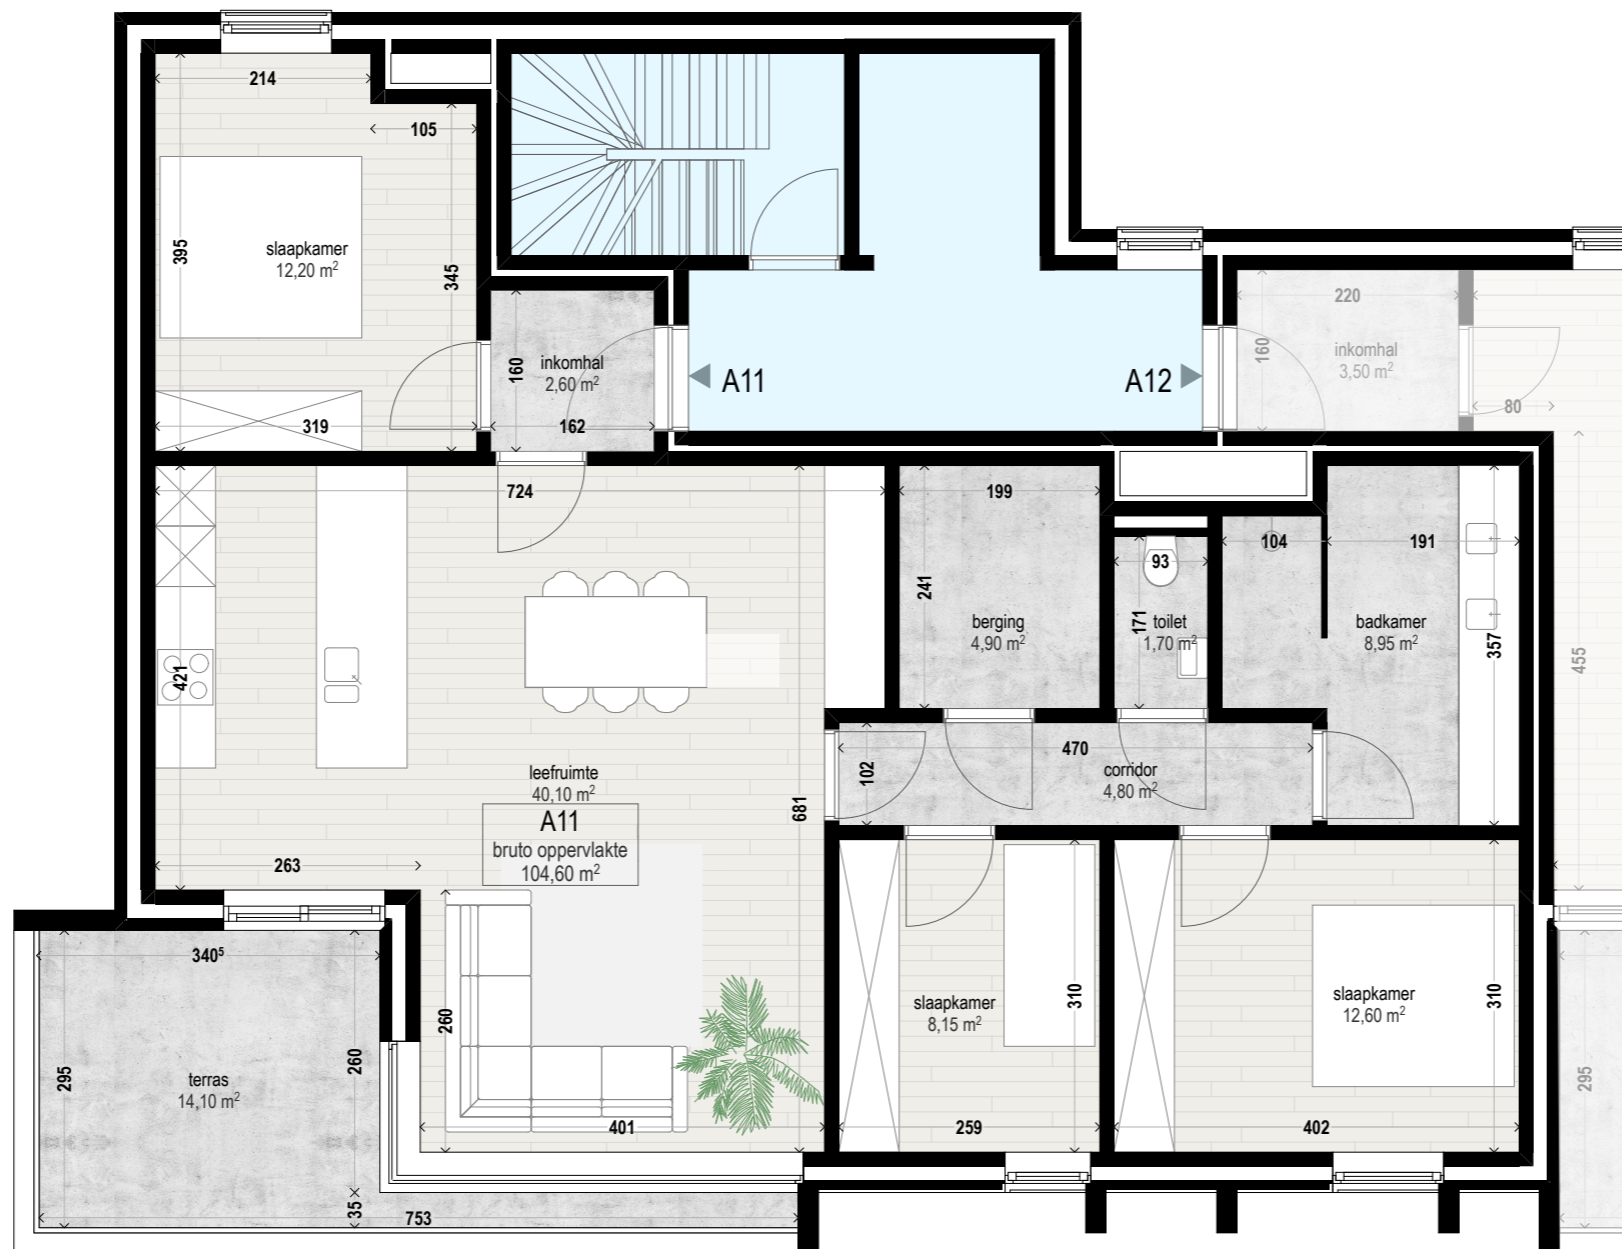 214
105
395
slaapkamer
12,20 m²
345
319
160
inkomhal
2,60 m²
162
A11
A12
220
160
inkomhal
3,50 m²
80
724
199
104
191
93
241
171
berging
4,90 m²
toilet
1,70 m²
badkamer
8,95 m²
357
455
421
470
102
corridor
4,80 m²
leefruimte
40,10 m²
681
A11
bruto oppervlakte
104,60 m²
263
340⁵
260
295
260
terras
14,10 m²
310
slaapkamer
8,15 m²
slaapkamer
12,60 m²
310
295
401
259
402
35
753